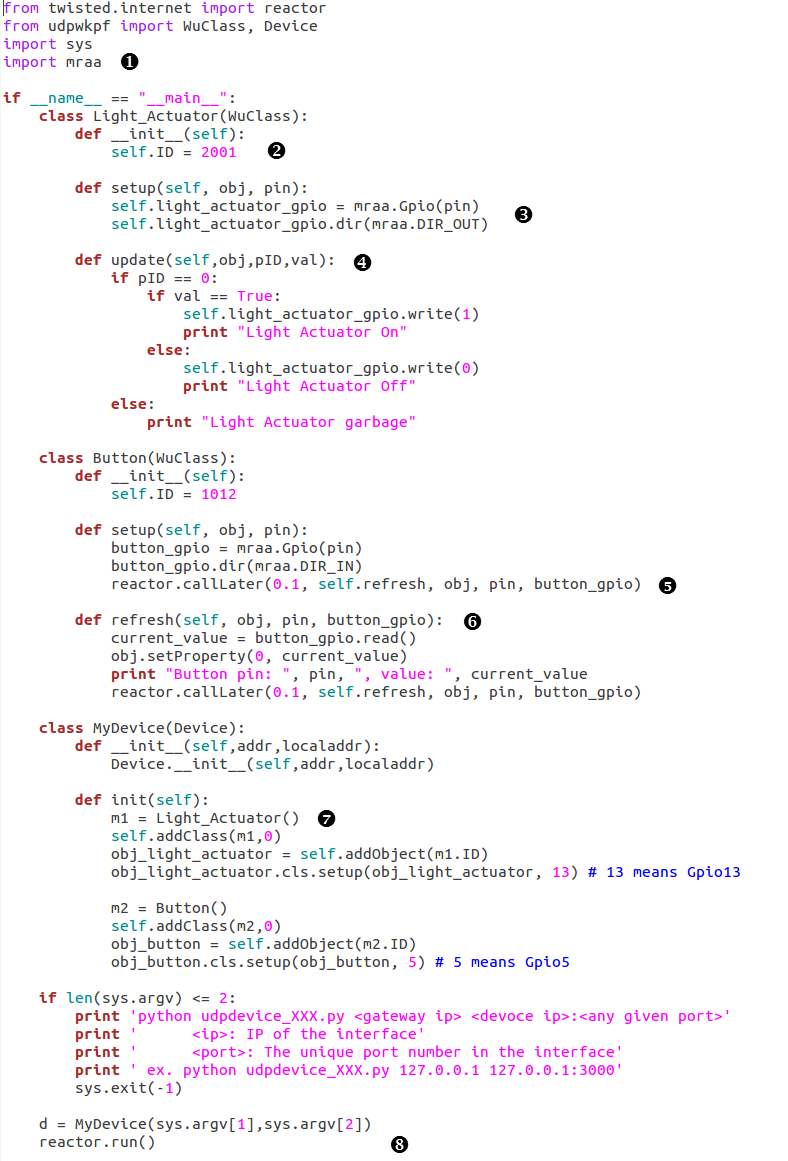 from twisted.internet import reactor
from udpwkpf import WuClass, Device
import sys
import mraa ❶

if __name__ == "__main__":
    class Light_Actuator(WuClass):
        def __init__(self):
            self.ID = 2001 ❷

        def setup(self, obj, pin):
            self.light_actuator_gpio = mraa.Gpio(pin)
            self.light_actuator_gpio.dir(mraa.DIR_OUT) ❸

        def update(self,obj,pID,val): ❹
            if pID == 0:
                if val == True:
                    self.light_actuator_gpio.write(1)
                    print "Light Actuator On"
                else:
                    self.light_actuator_gpio.write(0)
                    print "Light Actuator Off"
            else:
                print "Light Actuator garbage"

    class Button(WuClass):
        def __init__(self):
            self.ID = 1012

        def setup(self, obj, pin):
            button_gpio = mraa.Gpio(pin)
            button_gpio.dir(mraa.DIR_IN)
            reactor.callLater(0.1, self.refresh, obj, pin, button_gpio) ❺

        def refresh(self, obj, pin, button_gpio): ❻
            current_value = button_gpio.read()
            obj.setProperty(0, current_value)
            print "Button pin: ", pin, ", value: ", current_value
            reactor.callLater(0.1, self.refresh, obj, pin, button_gpio)

    class MyDevice(Device):
        def __init__(self,addr,localaddr):
            Device.__init__(self,addr,localaddr)

        def init(self):
            m1 = Light_Actuator() ❼
            self.addClass(m1,0)
            obj_light_actuator = self.addObject(m1.ID)
            obj_light_actuator.cls.setup(obj_light_actuator, 13) # 13 means Gpio13

            m2 = Button()
            self.addClass(m2,0)
            obj_button = self.addObject(m2.ID)
            obj_button.cls.setup(obj_button, 5) # 5 means Gpio5

    if len(sys.argv) <= 2:
        print 'python udpdevice_XXX.py <gateway ip> <devoce ip>:<any given port>'
        print '      <ip>: IP of the interface'
        print '      <port>: The unique port number in the interface'
        print ' ex. python udpdevice_XXX.py 127.0.0.1 127.0.0.1:3000'
        sys.exit(-1)

    d = MyDevice(sys.argv[1],sys.argv[2])
    reactor.run() ❽